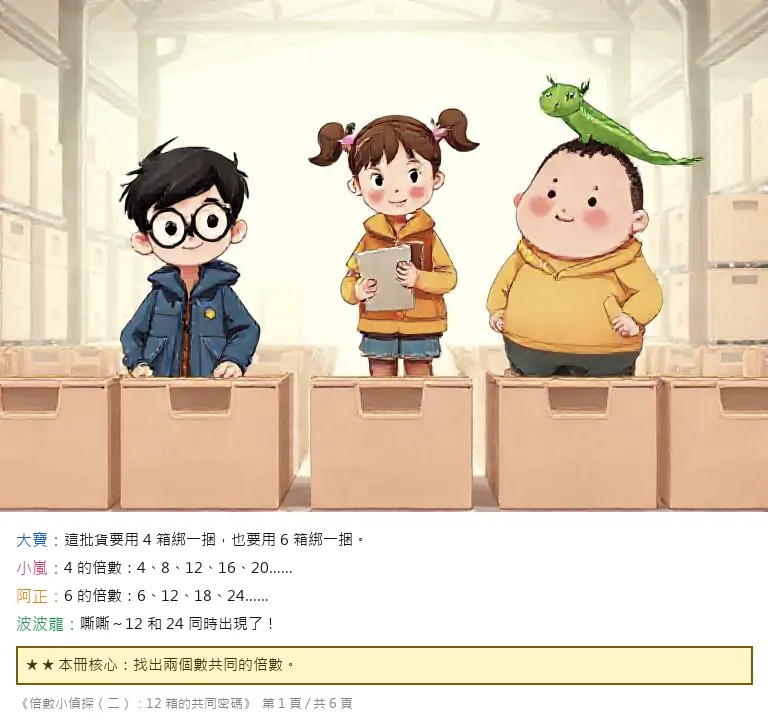 大寶：這批貨要用 4 箱綁一捆，也要用 6 箱綁一捆。
小嵐：4 的倍數：4、8、12、16、20......
阿正：6 的倍數：6、12、18、24......
波波龍：嘶嘶～12 和 24 同時出現了！
★★本冊核心：找出兩個數共同的倍數。
《倍數小偵探（二）：12 箱的共同密碼》 第 1 頁 / 共 6 頁